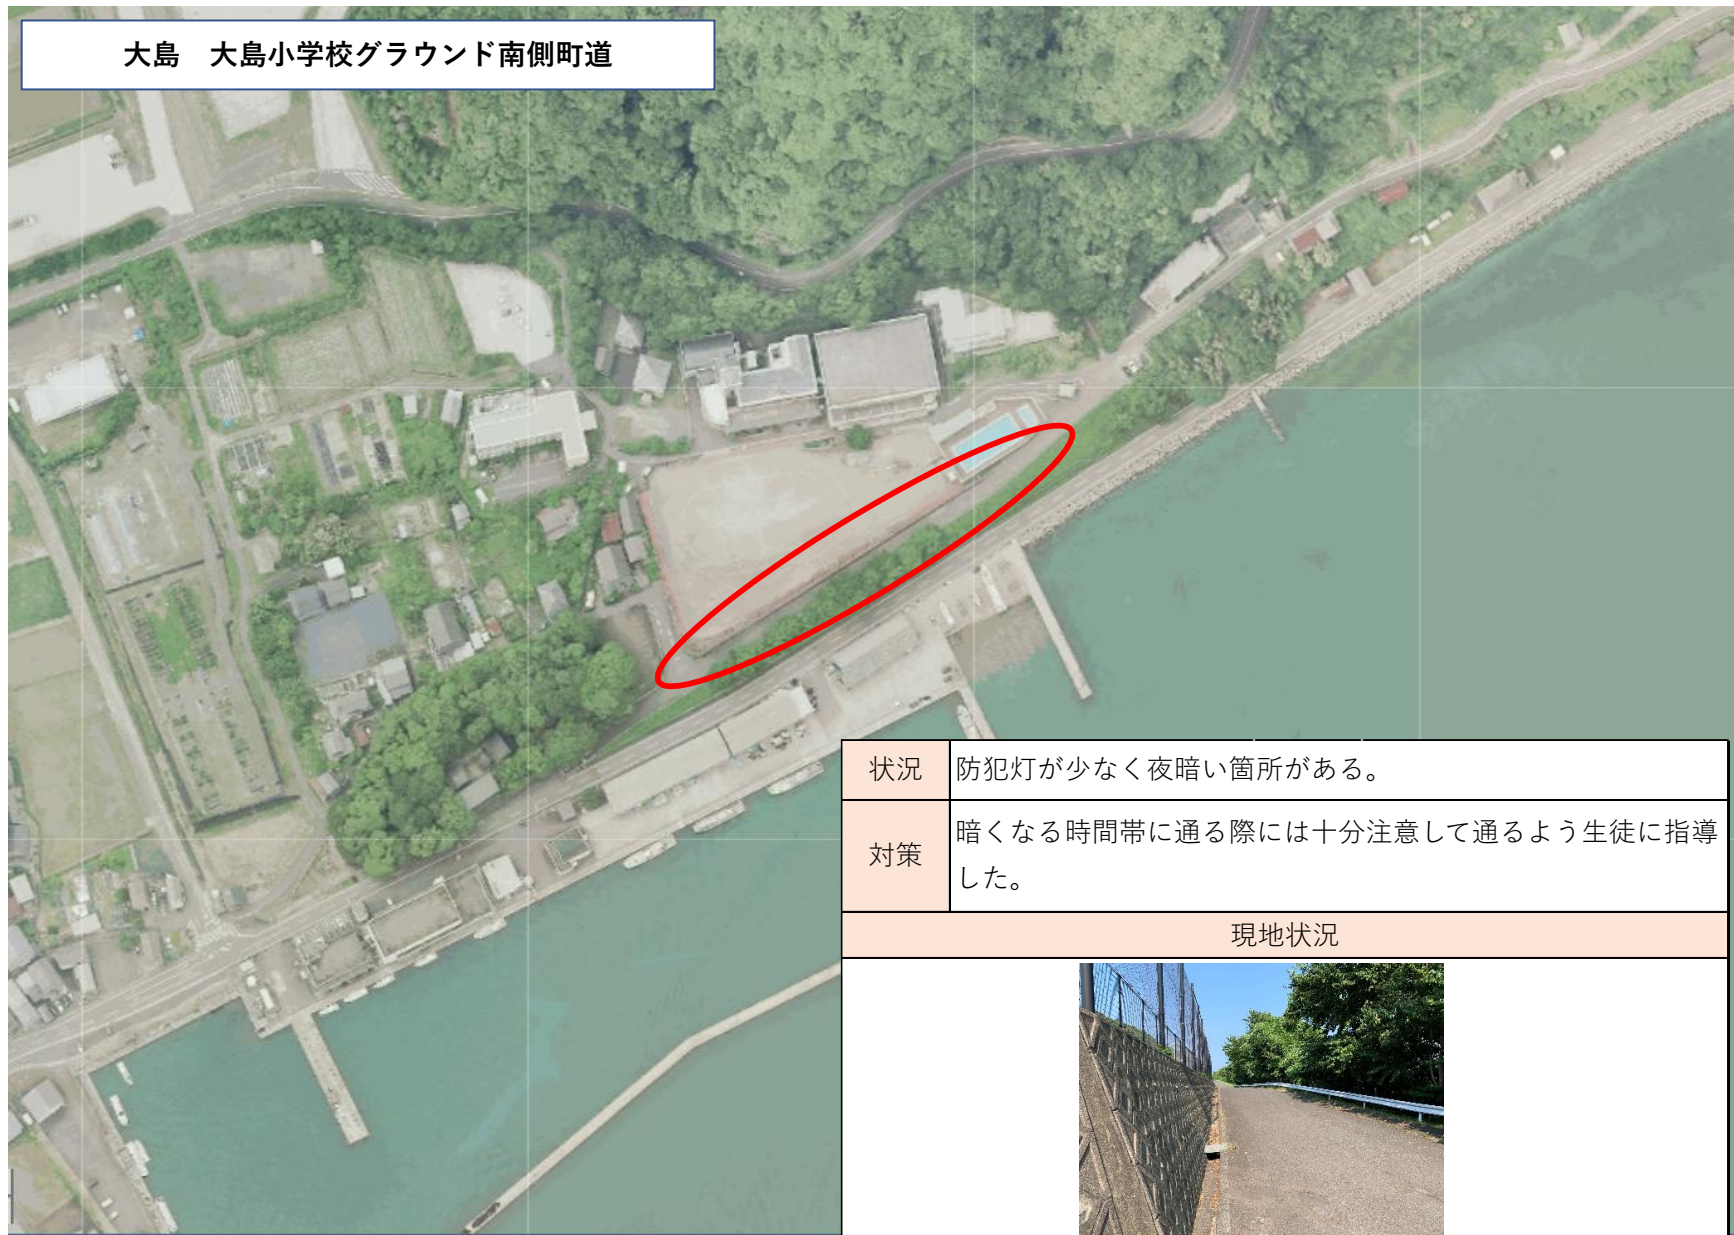 大島　大島小学校グラウンド南側町道
状況
防犯灯が少なく夜暗い箇所がある。
対策
暗くなる時間帯に通る際には十分注意して通るよう生徒に指導
した。
現地状況